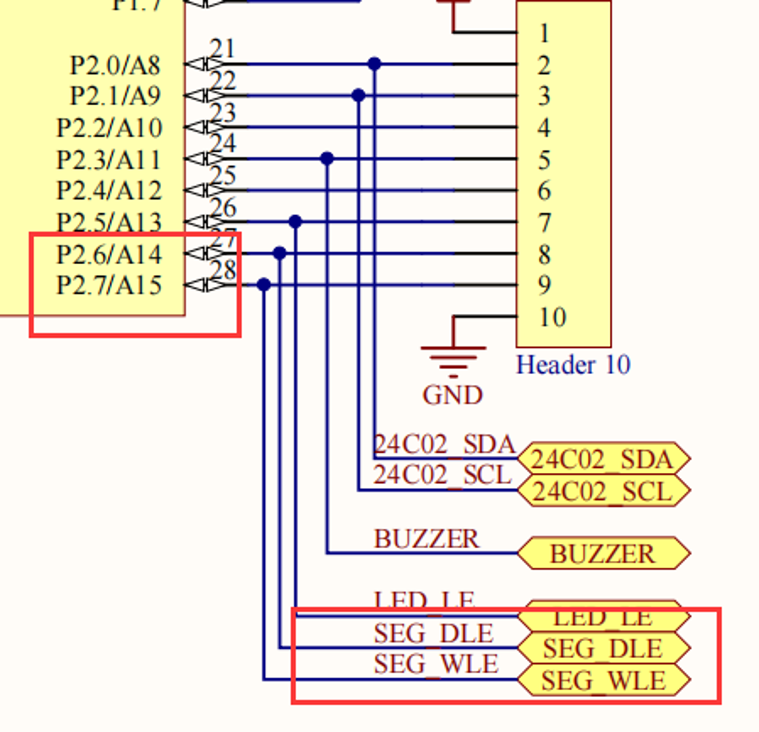 P1.7
P2.0/A8 21
P2.1/A9 22
P2.2/A10 23
P2.3/A11 24
P2.4/A12 25
P2.5/A13 26
P2.6/A14 27
P2.7/A15 28
1
2
3
4
5
6
7
8
9
10
Header 10
GND
24C02_SDA 24C02_SDA
24C02_SCL 24C02_SCL
BUZZER BUZZER
LED_LE LED_LE
SEG_DLE SEG_DLE
SEG_WLE SEG_WLE